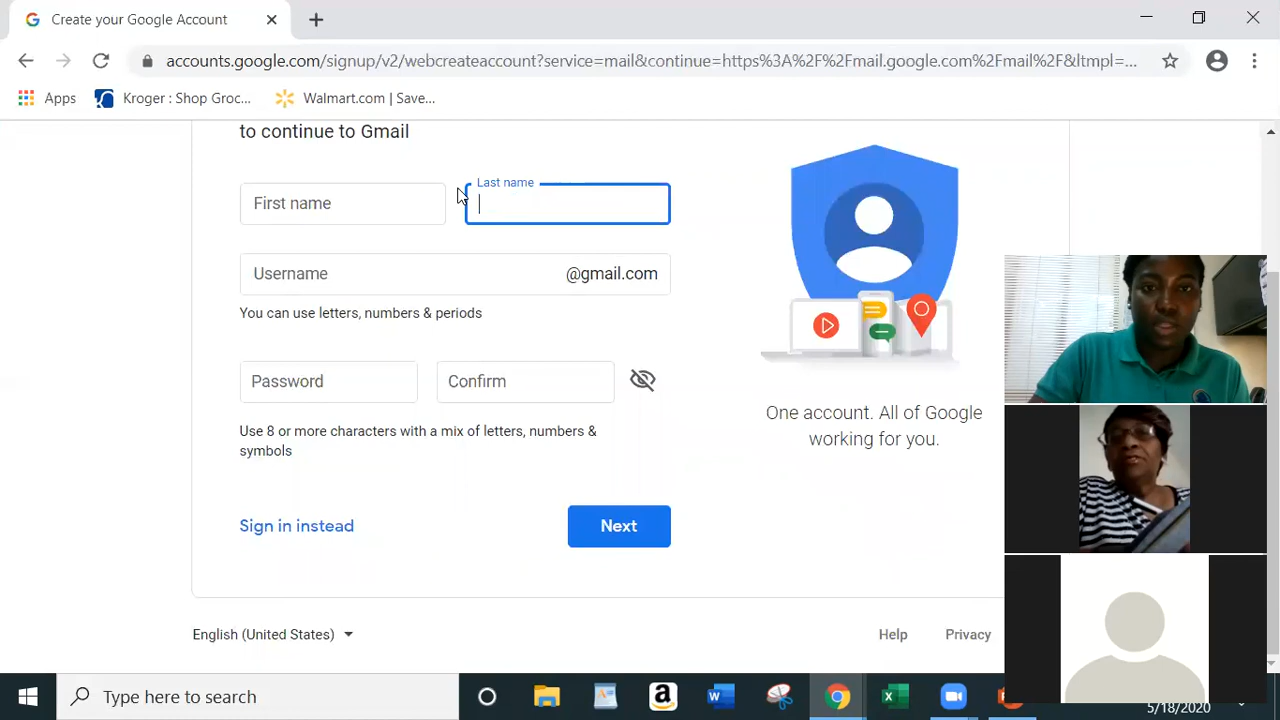 Create your Google Account
accounts.google.com/signup/v2/webcreateaccount?service=mail&continue=https%3A%2F%2Fmail.google.com%2Fmail%2F&ltmpl=...
Apps Kroger : Shop Groc... Walmart.com | Save...
to continue to Gmail
First name
Last name
Username @gmail.com
You can use letters, numbers & periods
Password Confirm
Use 8 or more characters with a mix of letters, numbers &
symbols
Sign in instead Next
One account. All of Google
working for you.
English (United States) Help Privacy
Type here to search
5/18/2020